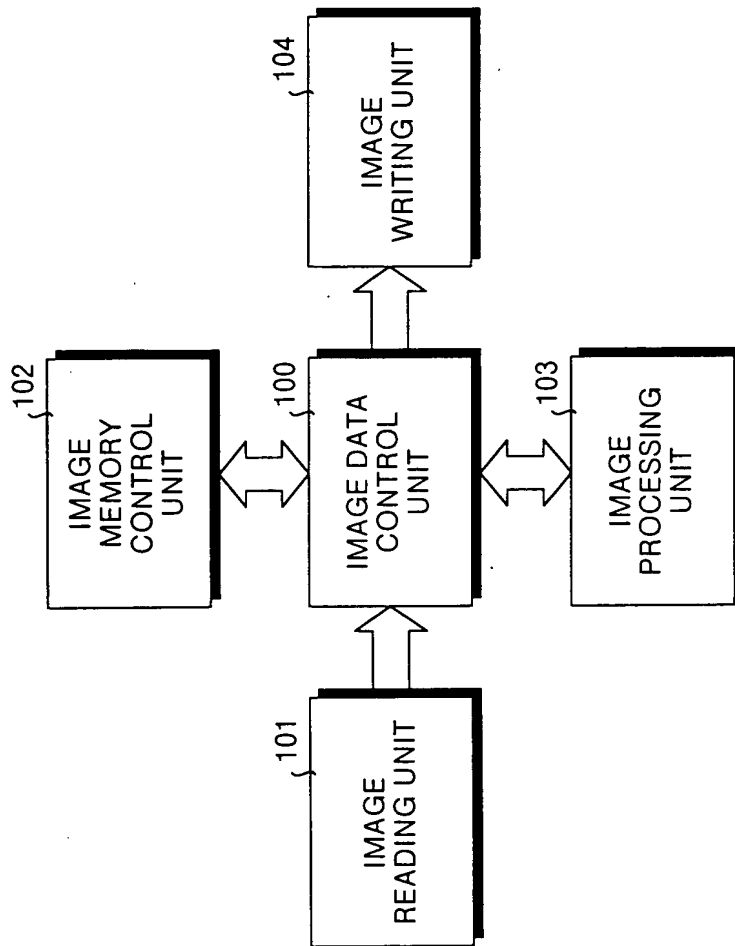 102
IMAGE
MEMORY
CONTROL
UNIT
101
IMAGE
READING UNIT
100
IMAGE DATA
CONTROL
UNIT
104
IMAGE
WRITING UNIT
103
IMAGE
PROCESSING
UNIT